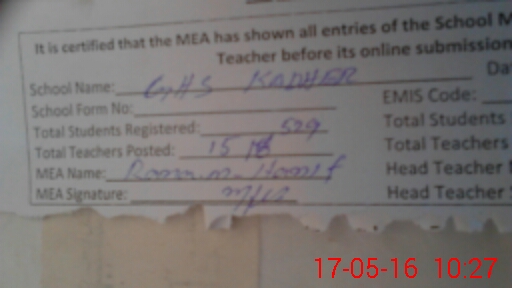 It is certified that the MEA has shown all entries of the School M
Teacher before its online submission
School Name: GHS KADHER Da
School Form No: EMIS Code:
Total Students Registered: 529 Total Students
Total Teachers Posted: 15 Total Teachers
MEA Name: Head Teacher
MEA Signature: Head Teacher
17-05-16 10:27